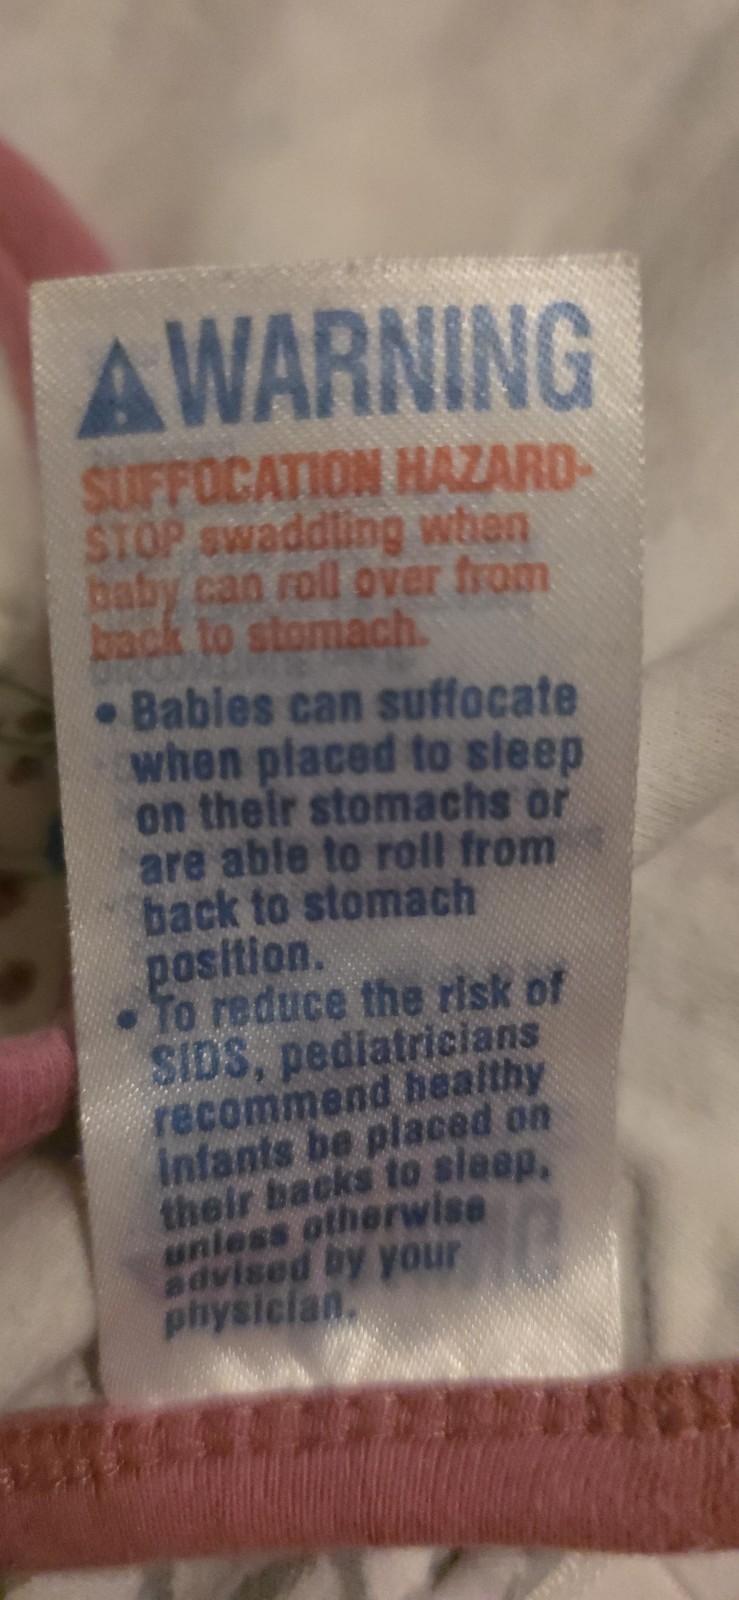 WARNING
SUFFOCATION HAZARD-
STOP swaddling when
baby can roll over from
back to stomach.
• Babies can suffocate
when placed to sleep
on their stomachs or
are able to roll from
back to stomach
position.
• To reduce the risk of
SIDS, pediatricians
recommend healthy
infants be placed on
their backs to sleep,
unless otherwise
advised by your
physician.